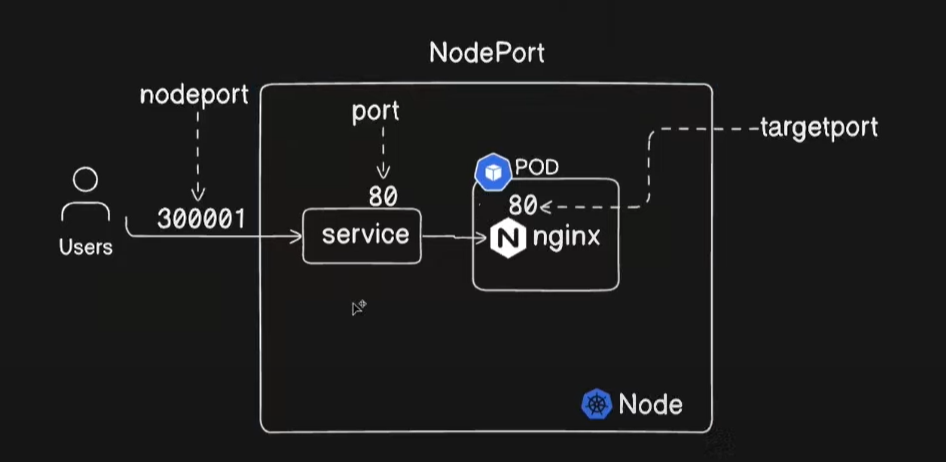 NodePort
nodeport
port
targetport
POD
80
80
300001
service
N nginx
Users
Node